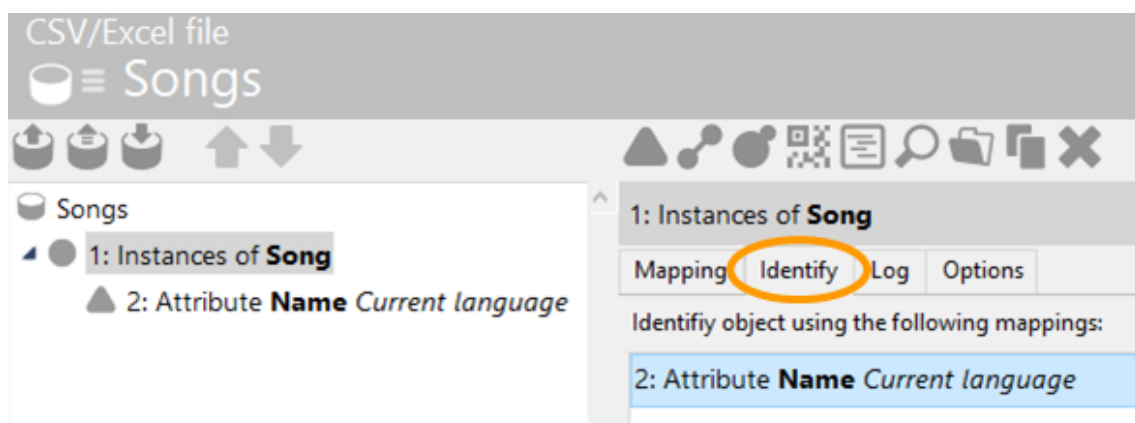 CSV/Excel file
Songs
Songs
1: Instances of Song
2: Attribute Name Current language
1: Instances of Song
Mapping Identify Log Options
Identifiy object using the following mappings:
2: Attribute Name Current language